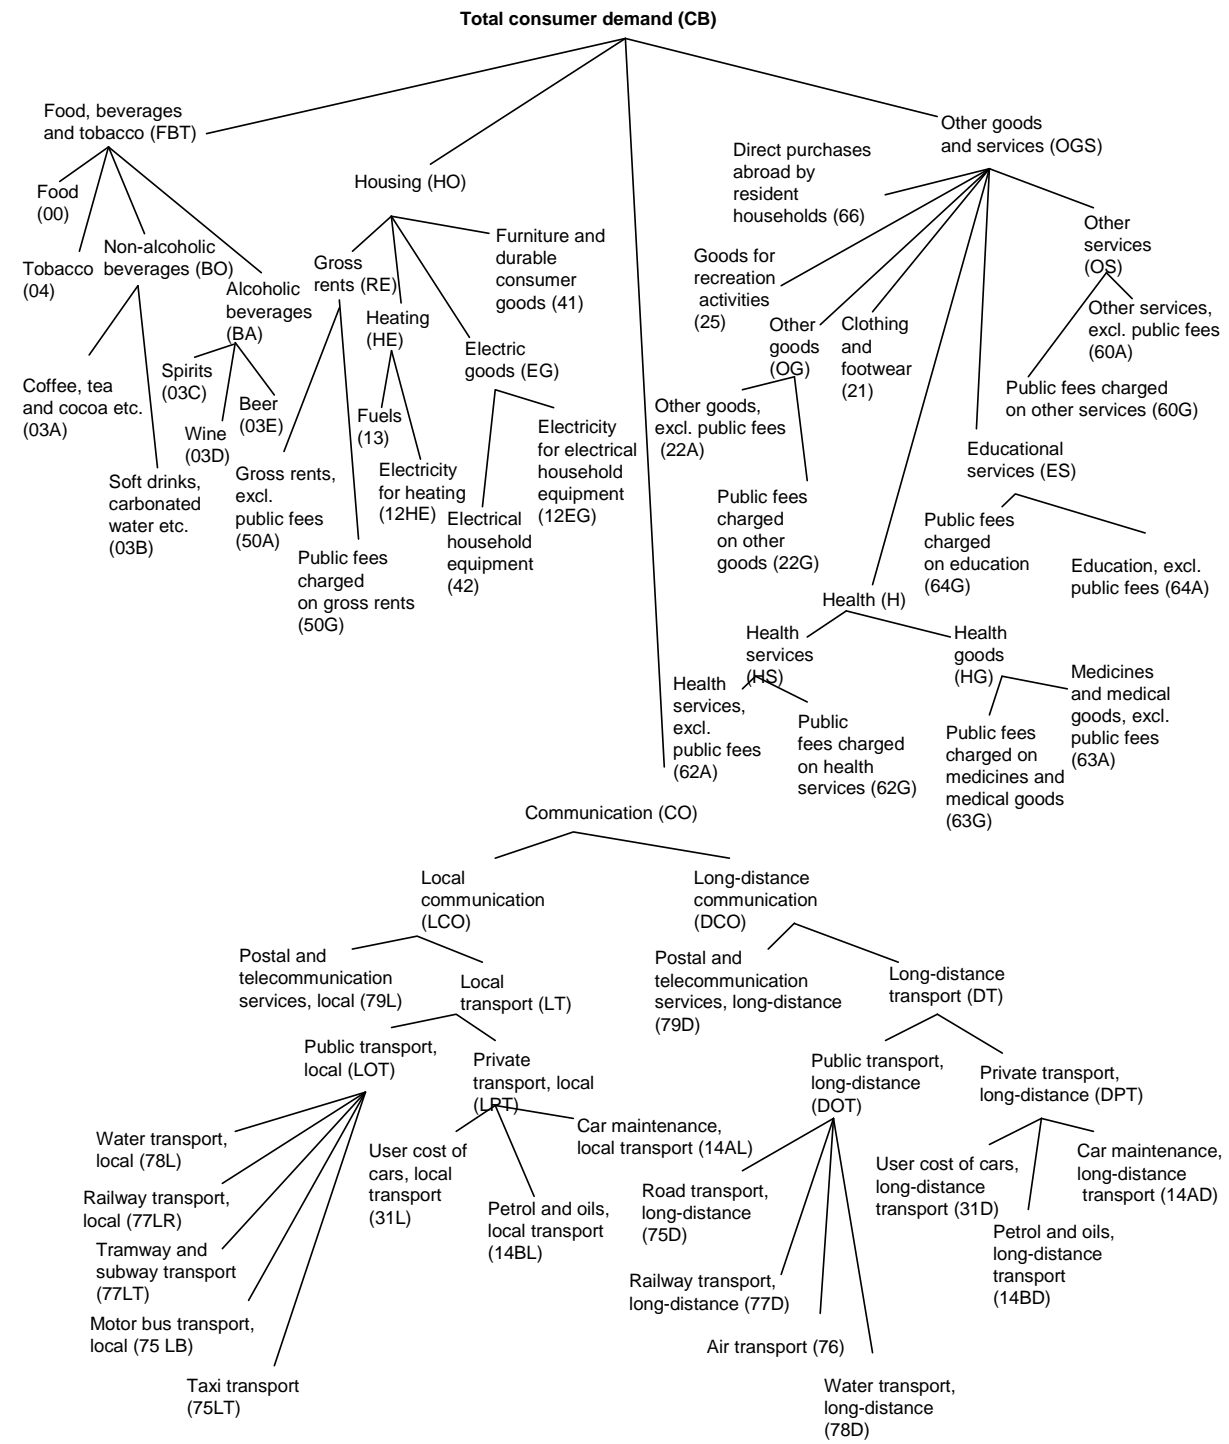 Total consumer demand (CB)
Food, beverages
and tobacco (FBT)
Food
(00)
Tobacco
(04)
Non-alcoholic
beverages (BO)
Alcoholic
beverages
(BA)
Coffee, tea
and cocoa etc.
(03A)
Soft drinks,
carbonated
water etc.
(03B)
Spirits
(03C)
Wine
(03D)
Beer
(03E)
Housing (HO)
Gross
rents (RE)
Heating
(HE)
Electric
goods (EG)
Furniture and
durable
consumer
goods (41)
Gross rents,
excl.
public fees
(50A)
Public fees
charged
on gross rents
(50G)
Fuels
(13)
Electricity
for heating
(12HE)
Electrical
household
equipment
(42)
Electricity
for electrical
household
equipment
(12EG)
Other goods
and services (OGS)
Direct purchases
abroad by
resident
households (66)
Goods for
recreation
activities
(25)
Other
goods
(OG)
Clothing
and
footwear
(21)
Other
services
(OS)
Other services,
excl. public fees
(60A)
Public fees charged
on other services (60G)
Other goods,
excl. public fees
(22A)
Public fees
charged
on other
goods (22G)
Educational
services (ES)
Public fees
charged
on education
(64G)
Education, excl.
public fees (64A)
Health (H)
Health
services
(HS)
Health
goods
(HG)
Health
services,
excl.
public fees
(62A)
Public
fees charged
on health
services (62G)
Public fees
charged on
medicines and
medical goods
(63G)
Medicines
and medical
goods, excl.
public fees
(63A)
Communication (CO)
Local
communication
(LCO)
Long-distance
communication
(DCO)
Postal and
telecommunication
services, local (79L)
Local
transport (LT)
Postal and
telecommunication
services, long-distance
(79D)
Long-distance
transport (DT)
Public transport,
local (LOT)
Private
transport, local
(LPT)
Public transport,
long-distance
(DOT)
Private transport,
long-distance (DPT)
Water transport,
local (78L)
Railway transport,
local (77LR)
Tramway and
subway transport
(77LT)
Motor bus transport,
local (75 LB)
Taxi transport
(75LT)
User cost of
cars, local
transport
(31L)
Petrol and oils,
local transport
(14BL)
Car maintenance,
local transport (14AL)
Road transport,
long-distance
(75D)
Railway transport,
long-distance (77D)
Air transport (76)
Water transport,
long-distance
(78D)
User cost of cars,
long-distance
transport (31D)
Petrol and oils,
long-distance
transport
(14BD)
Car maintenance,
long-distance
transport (14AD)